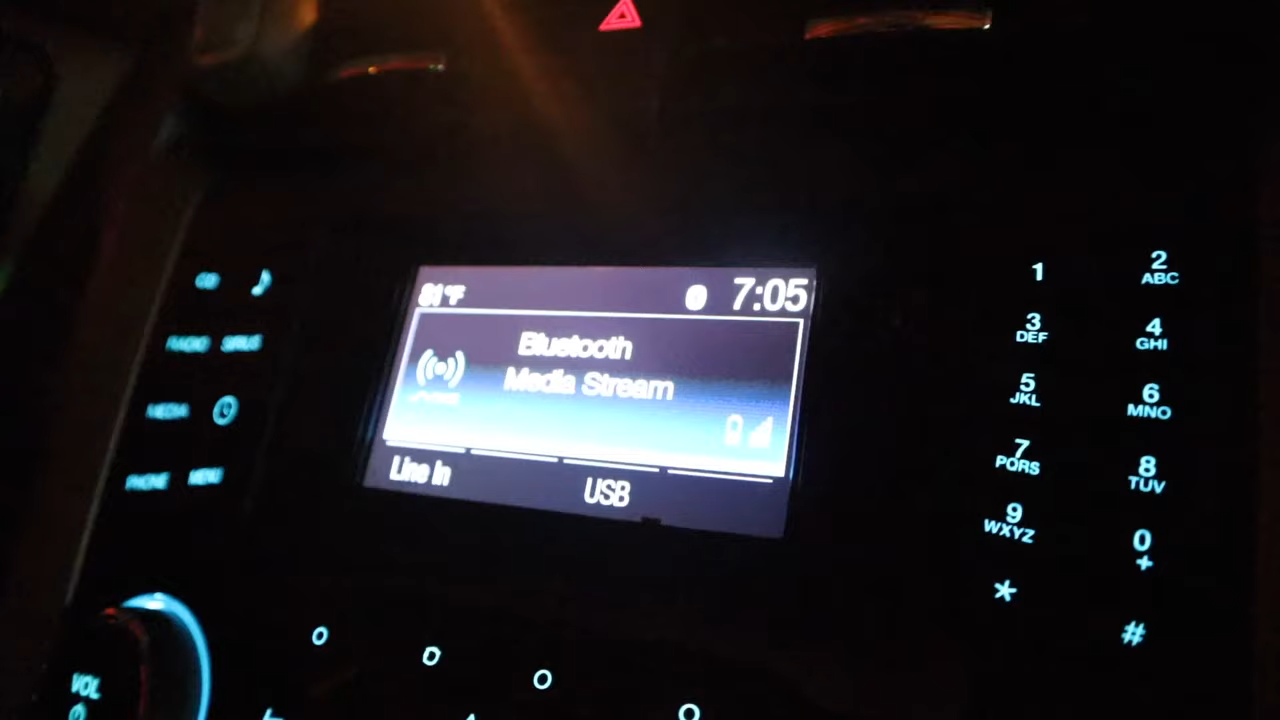 81°F 7:05
Bluetooth
Media Stream
Line In
USB
CD
RADIO SIRIUS
MEDIA
PHONE MENU
VOL
1
2
ABC
3
DEF
4
GHI
5
JKL
6
MNO
7
PQRS
8
TUV
9
WXYZ
0
+
*
#